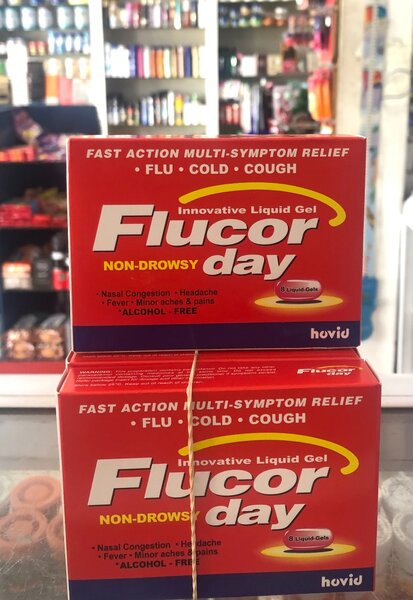 FAST ACTION MULTI-SYMPTOM RELIEF
• FLU • COLD • COUGH
Innovative Liquid Gel
Flucor
NON-DROWSY day
• Nasal Congestion • Headache
• Fever • Minor aches & pains
*ALCOHOL - FREE
8 Liquid-Gels
hovid
Flucor
day
FAST ACTION MULTI-SYMPTOM RELIEF
• FLU • COLD • COUGH
Innovative Liquid Gel
Flucor
NON-DROWSY day
• Nasal Congestion • Headache
• Fever • Minor aches & pains
*ALCOHOL - FREE
8 Liquid-Gels
hovid